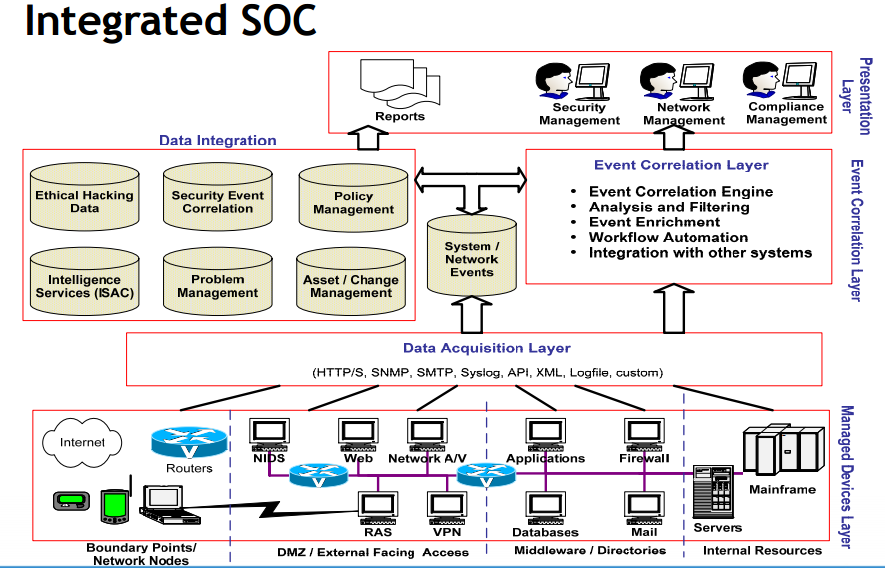 Integrated SOC
Reports
Security
Management
Network
Management
Compliance
Management
Presentation
Layer
Data Integration
Ethical Hacking
Data
Security Event
Correlation
Policy
Management
Intelligence
Services (ISAC)
Problem
Management
Asset / Change
Management
System /
Network
Events
Event Correlation Layer
• Event Correlation Engine
• Analysis and Filtering
• Event Enrichment
• Workflow Automation
• Integration with other systems
Event Correlation Layer
Data Acquisition Layer
(HTTP/S, SNMP, SMTP, Syslog, API, XML, Logfile, custom)
Internet
Routers
NIDS
Web
Network A/V
Applications
Firewall
Mainframe
RAS
VPN
Databases
Mail
Servers
Boundary Points/
Network Nodes
DMZ / External Facing Access
Middleware / Directories
Internal Resources
Managed Devices Layer